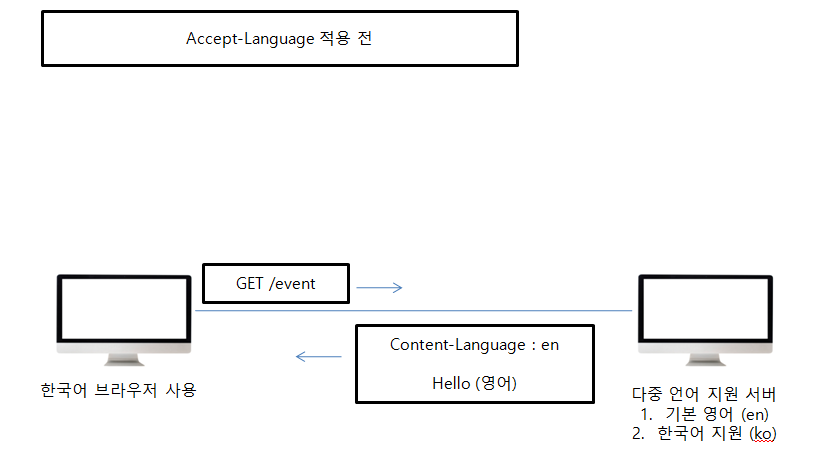 Accept-Language 적용 전
GET /event
Content-Language : en
Hello (영어)
한국어 브라우저 사용
다중 언어 지원 서버
1. 기본 영어 (en)
2. 한국어 지원 (ko)